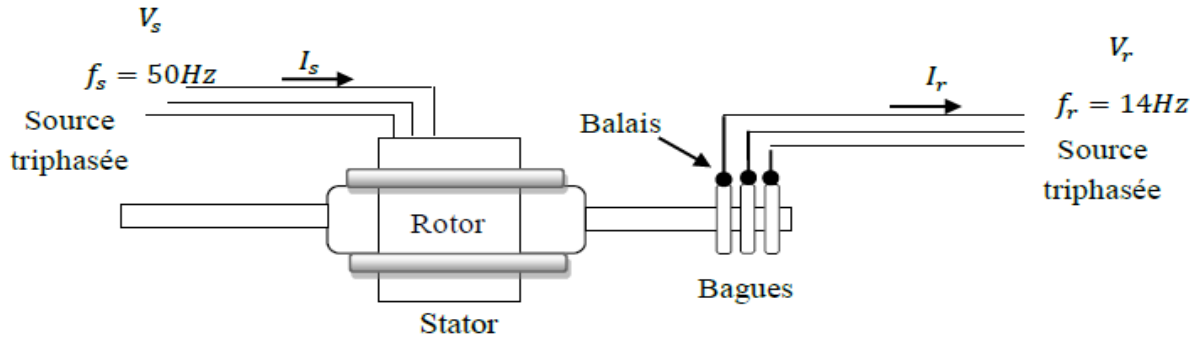 V_s
f_s = 50Hz
I_s
Source
triphasée
Balais
I_r
V_r
f_r = 14Hz
Source
triphasée
Rotor
Bagues
Stator